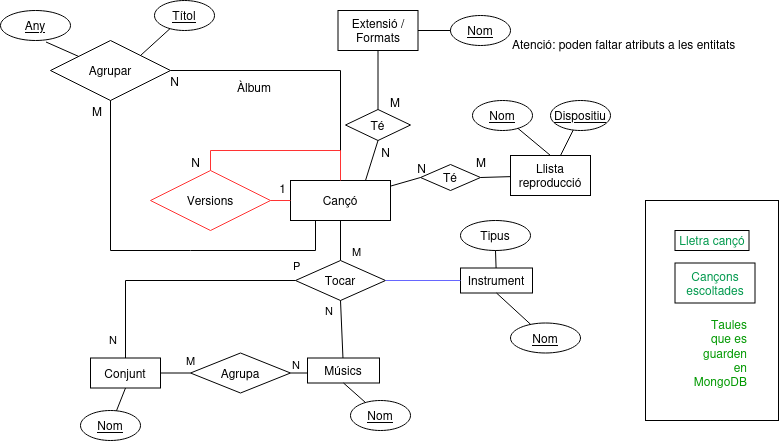 Any
Títol
Extensió /
Formats
Nom
Atenció: poden faltar atributs a les entitats
Agrupar
N
Àlbum
M
M
Té
N
Nom
Dispositiu
N
Versions
1
Cançó
N
Té
M
Llista
reproducció
Tipus
Lletra cançó
M
P
Tocar
Instrument
Cançons
escoltades
N
N
Nom
Taules
que es
guarden
en
MongoDB
Conjunt
M
Agrupa
N
Músics
Nom
Nom